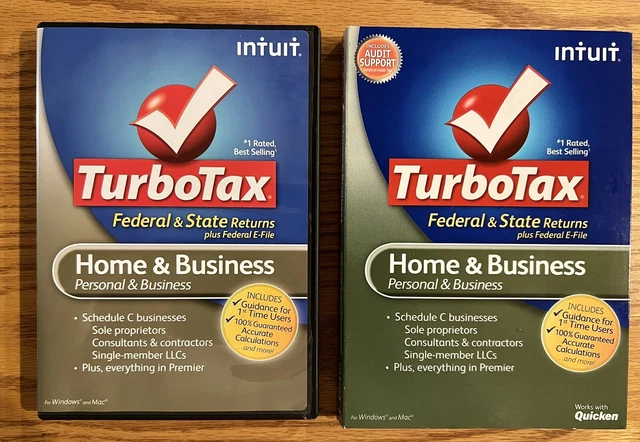 INTUIT.
#1 Rated,
Best Selling¹
TurboTax®
Federal & State Returns
plus Federal E-File
Home & Business
Personal & Business
• Schedule C businesses
Sole proprietors
Consultants & contractors
Single-member LLCs
• Plus, everything in Premier
INCLUDES
✓ Guidance for
1st Time Users
✓ 100% Guaranteed
Accurate
Calculations
and more!
For Windows® and Mac®
INCLUDES
AUDIT
SUPPORT
INTUIT.
#1 Rated,
Best Selling¹
TurboTax®
Federal & State Returns
plus Federal E-File
Home & Business
Personal & Business
• Schedule C businesses
Sole proprietors
Consultants & contractors
Single-member LLCs
• Plus, everything in Premier
INCLUDES
✓ Guidance for
1st Time Users
✓ 100% Guaranteed
Accurate
Calculations
and more!
For Windows® and Mac®
Works with
Quicken